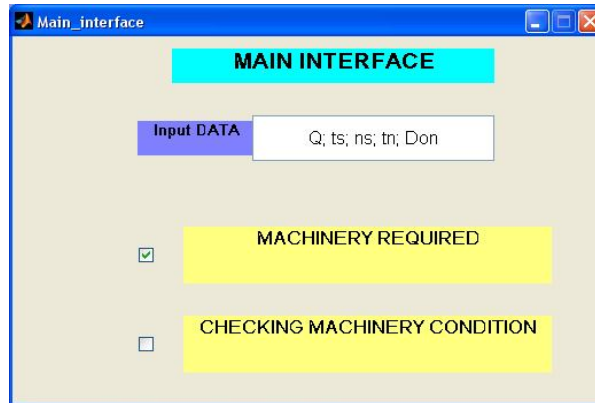 Main_interface
MAIN INTERFACE
Input DATA
Q; ts; ns; tn; Don
MACHINERY REQUIRED
CHECKING MACHINERY CONDITION